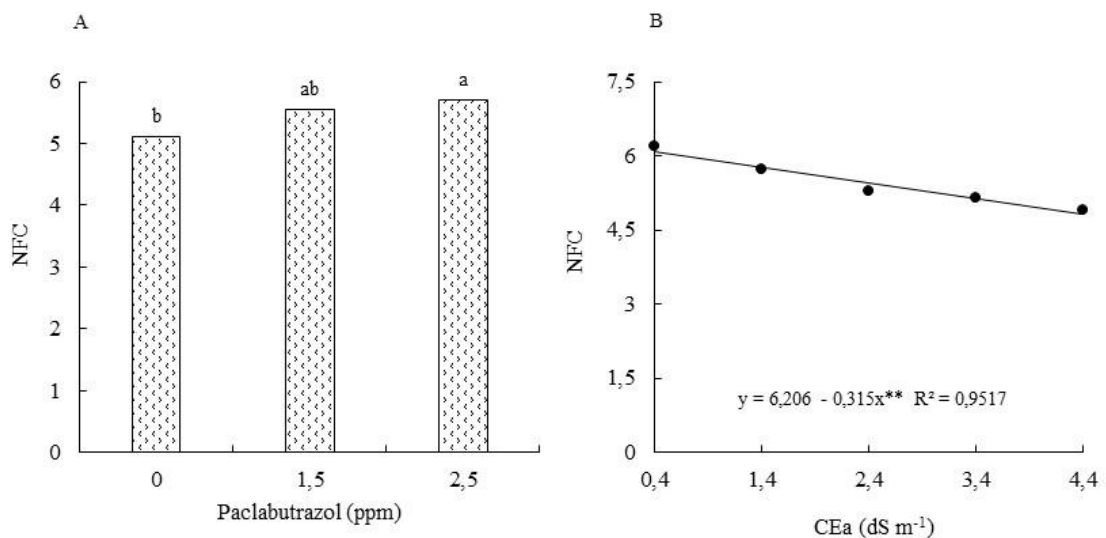 A
NFC
6
5
4
3
2
1
0
b
ab
a
0
1,5
2,5
Paclabutrazol (ppm)
B
NFC
7,5
6
4,5
3
1,5
0
y = 6,206 - 0,315x** R² = 0,9517
0,4
1,4
2,4
3,4
4,4
CEa (dS m⁻¹)